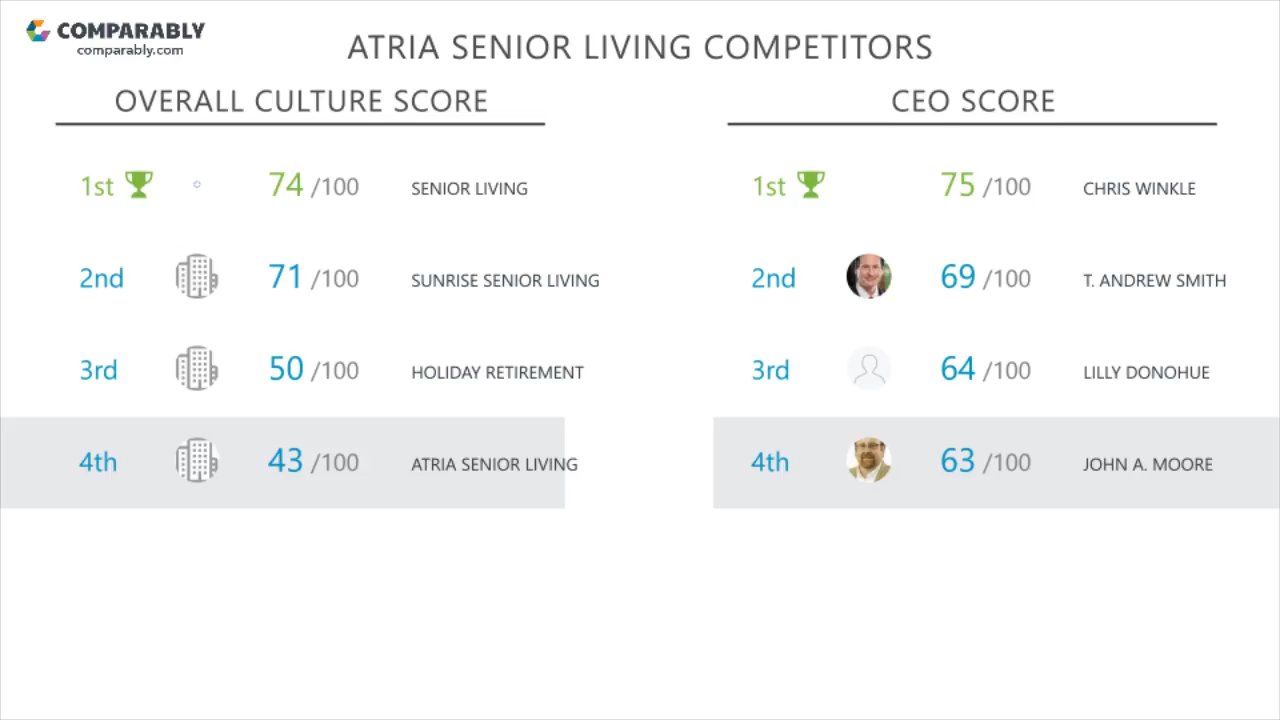 COMPARABLY
comparably.com
ATRIA SENIOR LIVING COMPETITORS
OVERALL CULTURE SCORE
1st 74 /100 SENIOR LIVING
2nd 71 /100 SUNRISE SENIOR LIVING
3rd 50 /100 HOLIDAY RETIREMENT
4th 43 /100 ATRIA SENIOR LIVING
CEO SCORE
1st 75 /100 CHRIS WINKLE
2nd 69 /100 T. ANDREW SMITH
3rd 64 /100 LILLY DONOHUE
4th 63 /100 JOHN A. MOORE